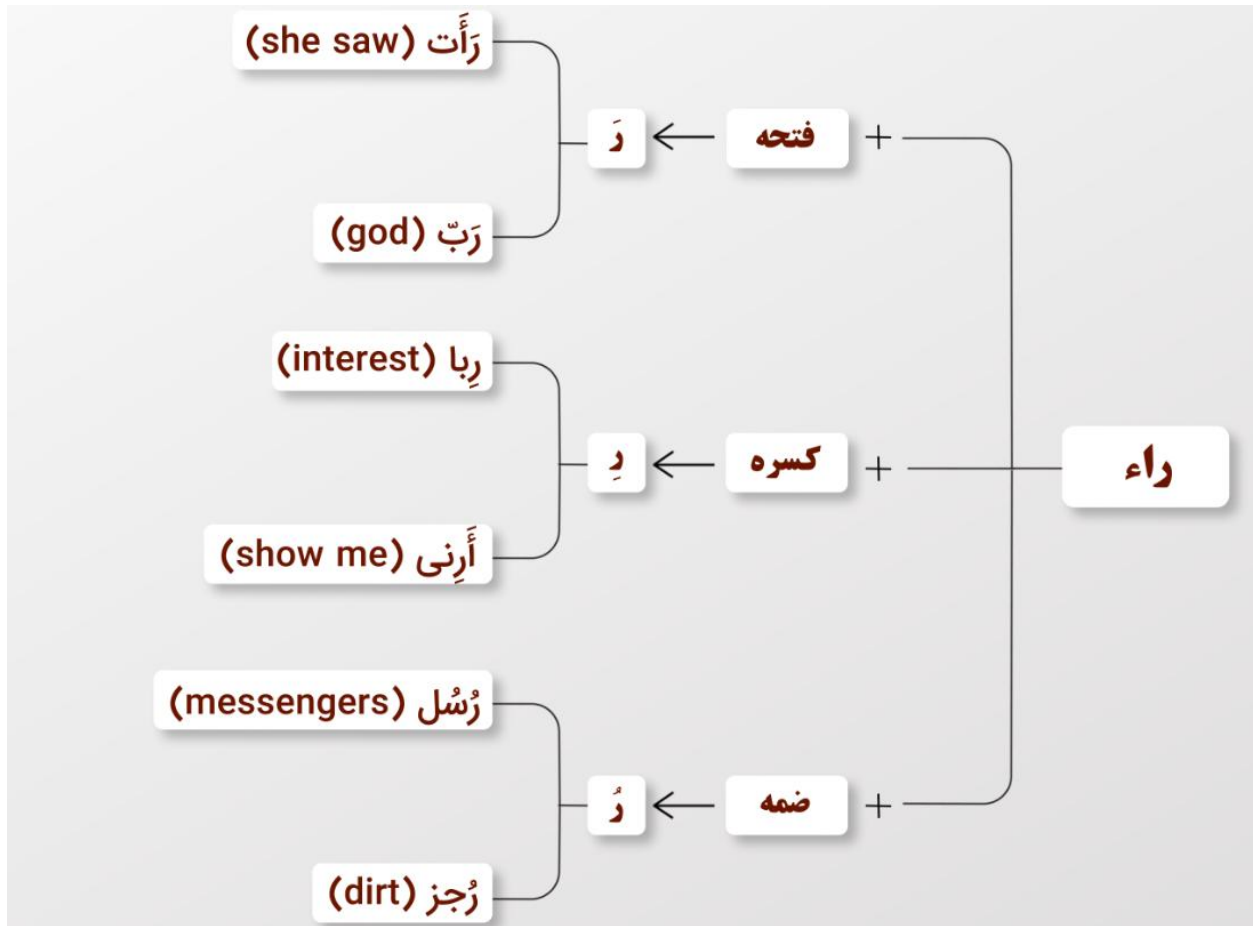 راء
+ فتحه ← رَ
رَأَت (she saw)
رَبّ (god)
+ کسره ← رِ
رِبا (interest)
أَرِنی (show me)
+ ضمه ← رُ
رُسُل (messengers)
رُجز (dirt)